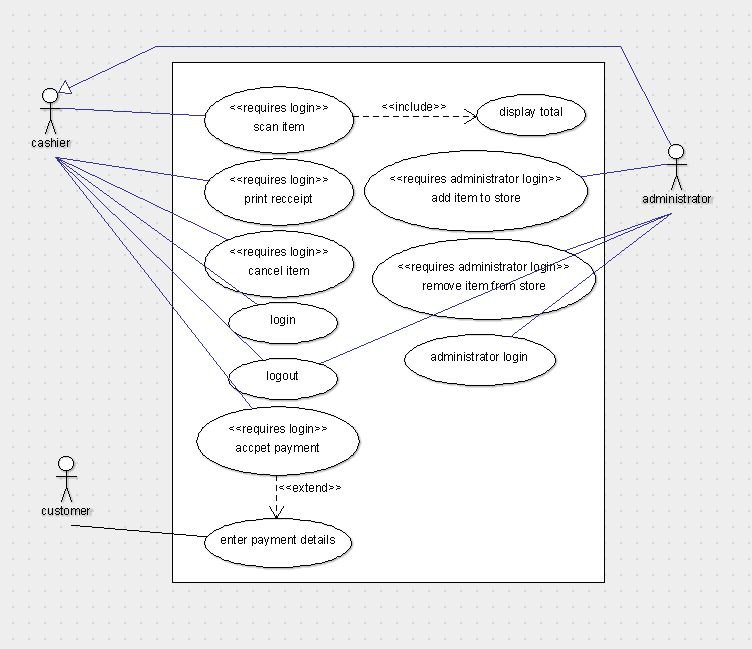 <<requires login>>
scan item
<<include>>
display total
cashier
<<requires login>>
print recceipt
<<requires administrator login>>
add item to store
administrator
<<requires login>>
cancel item
<<requires administrator login>>
remove item from store
login
administrator login
logout
<<requires login>>
accpet payment
<<extend>>
customer
enter payment details